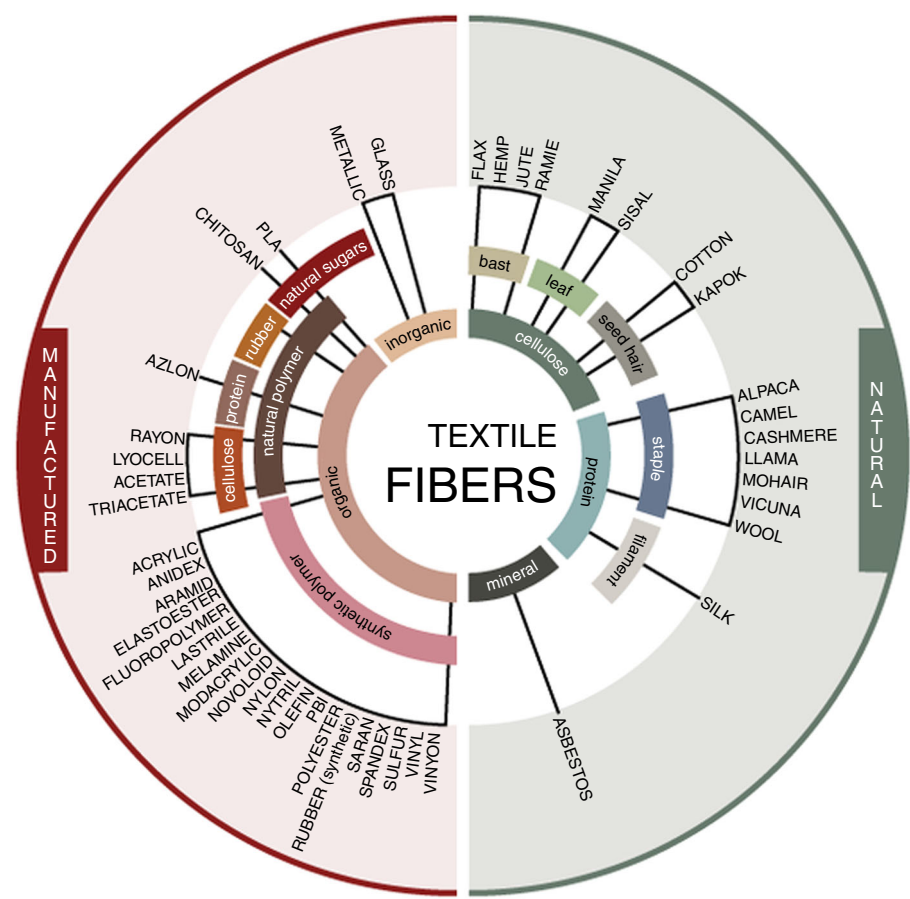 TEXTILE
FIBERS
MANUFACTURED
inorganic
METALLIC
GLASS
organic
natural polymer
natural sugars
CHITOSAN
PLA
rubber
protein
AZLON
cellulose
RAYON
LYOCELL
ACETATE
TRIACETATE
synthetic polymer
ACRYLIC
ANIDEX
ARAMID
ELASTOESTER
FLUOROPOLYMER
LASTRILE
MELAMINE
MODACRYLIC
NOVOLOID
NYLON
NYTRIL
OLEFIN
PBI
POLYESTER
RUBBER (synthetic)
SARAN
SPANDEX
SULFUR
VINYL
VINYON
NATURAL
cellulose
bast
FLAX
HEMP
JUTE
RAMIE
leaf
MANILA
SISAL
seed hair
COTTON
KAPOK
protein
staple
ALPACA
CAMEL
CASHMERE
LLAMA
MOHAIR
VICUNA
WOOL
filament
SILK
mineral
ASBESTOS